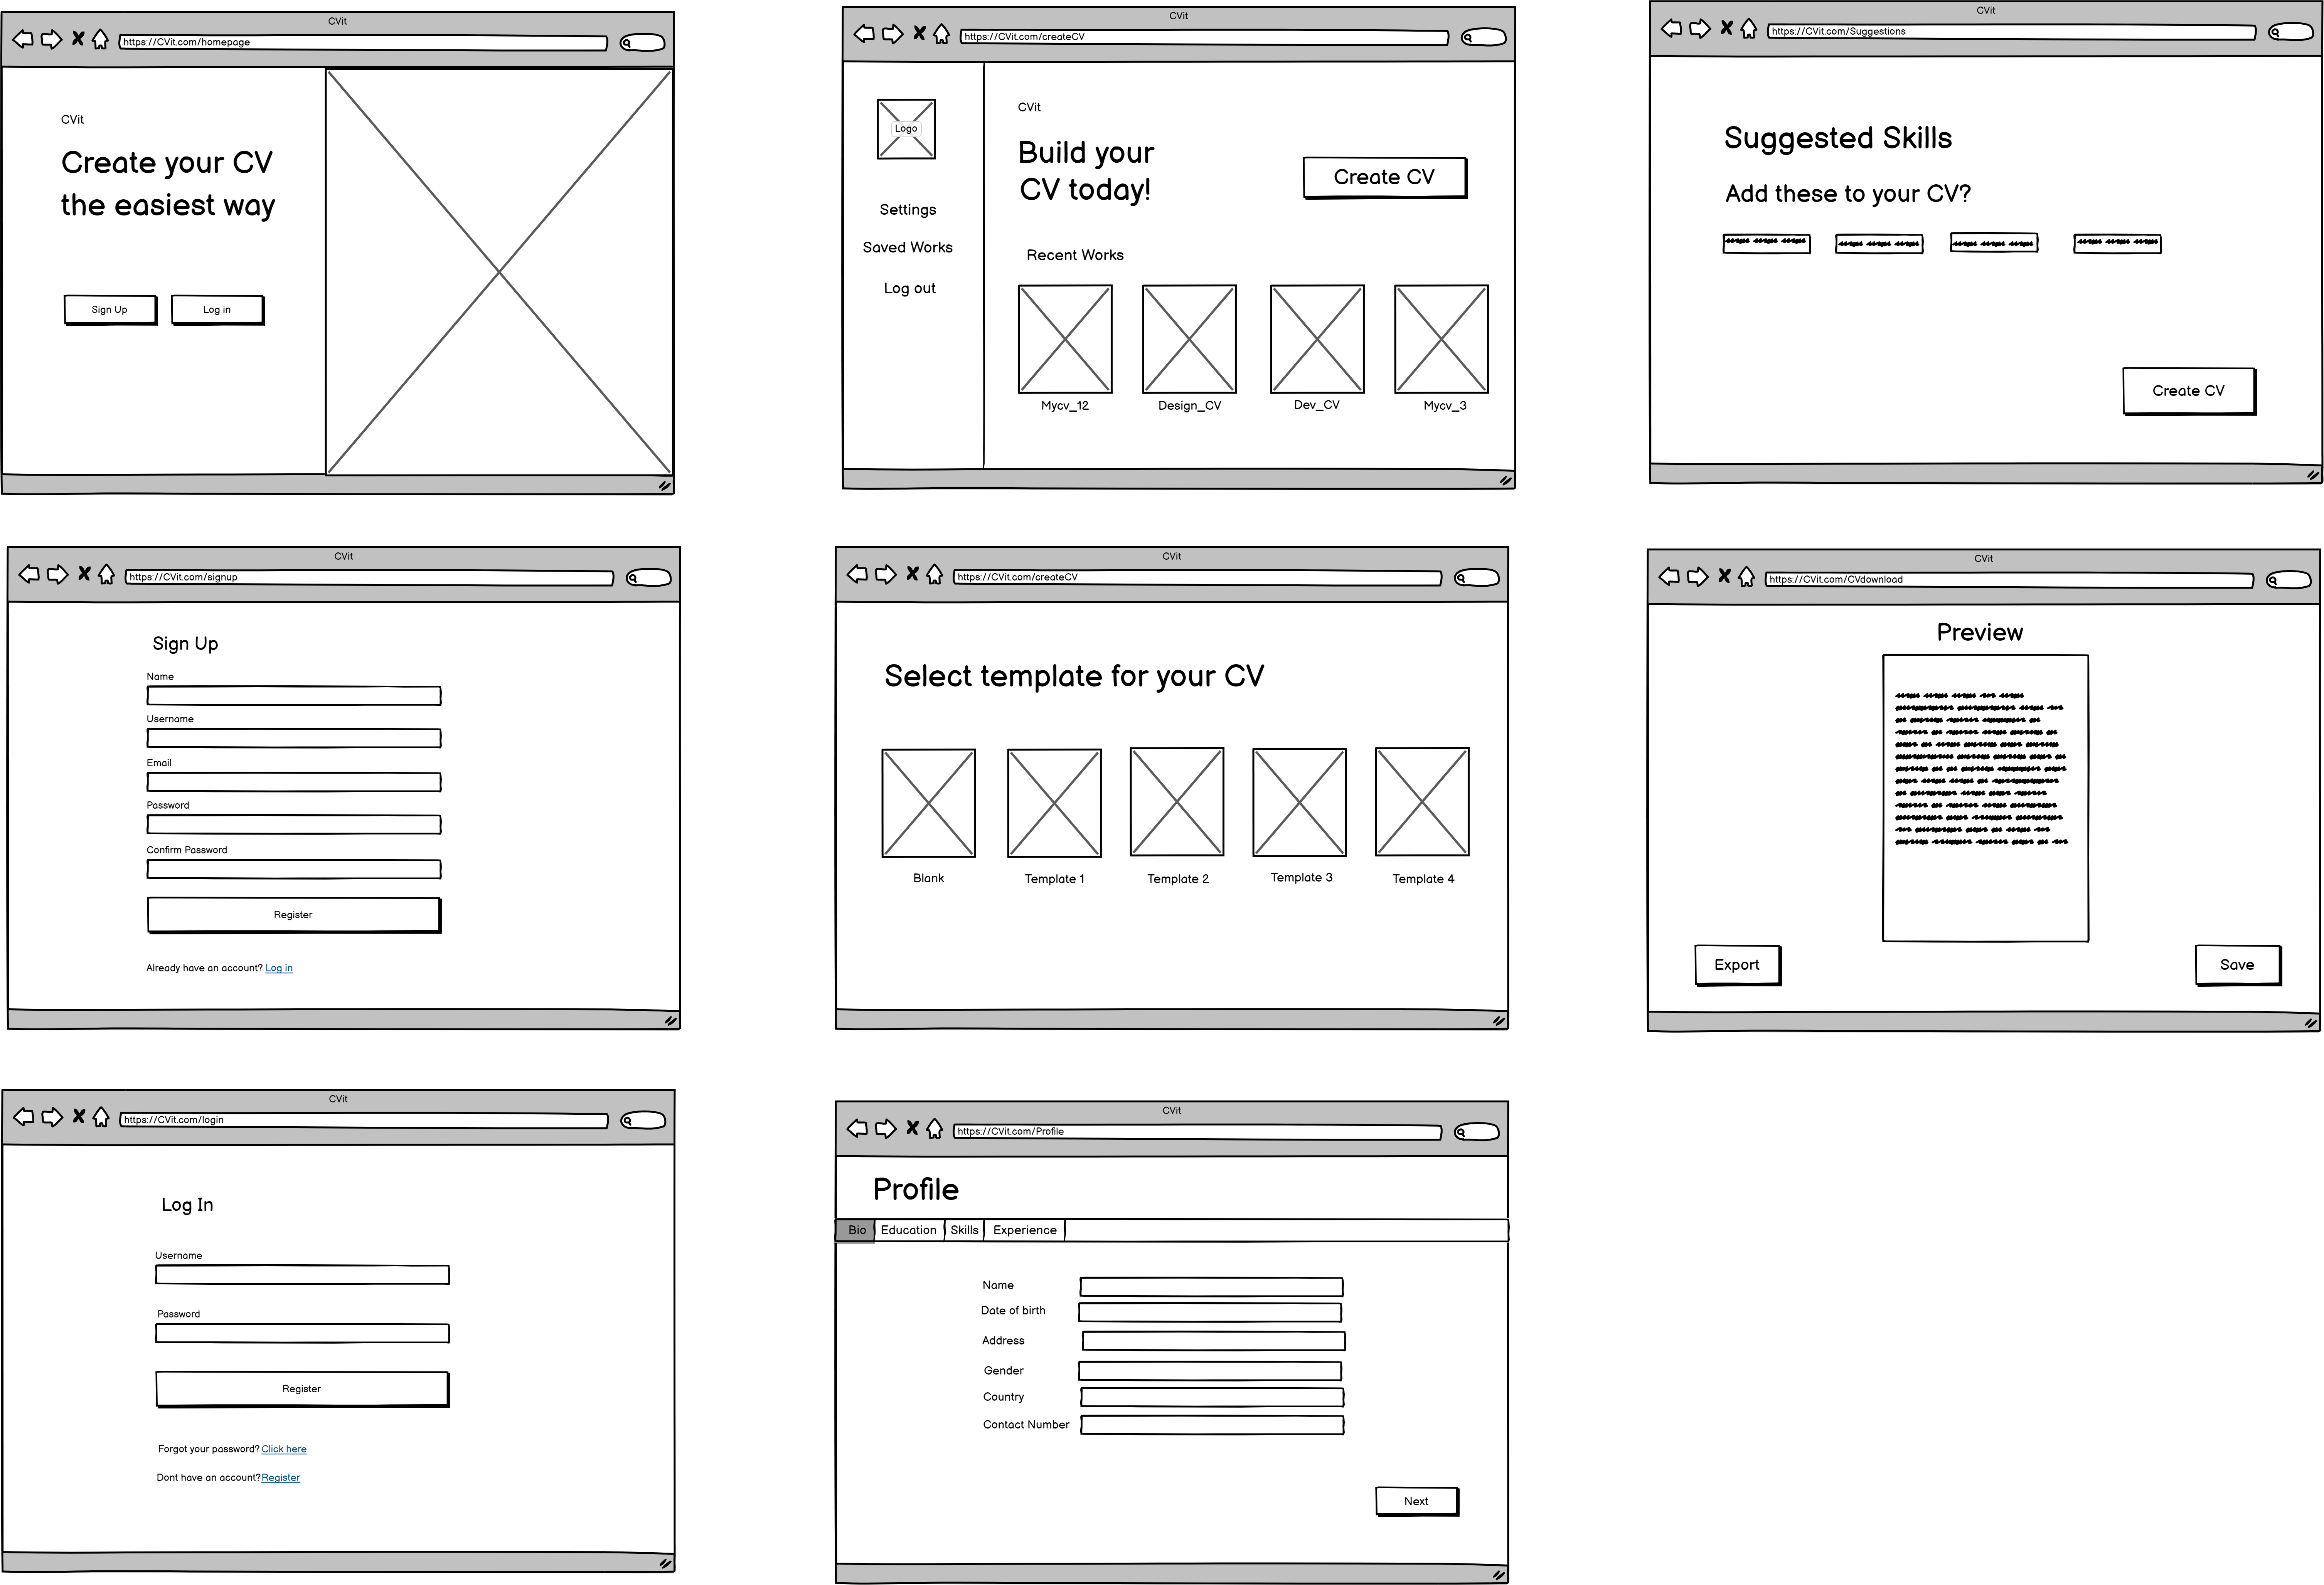 CVit
https://CVit.com/homepage
CVit
Create your CV
the easiest way
Sign Up
Log in
CVit
https://CVit.com/createCV
Logo
Settings
Saved Works
Log out
CVit
Build your
CV today!
Create CV
Recent Works
Mycv_12
Design_CV
Dev_CV
Mycv_3
CVit
https://CVit.com/Suggestions
Suggested Skills
Add these to your CV?
Create CV
CVit
https://CVit.com/signup
Sign Up
Name
Username
Email
Password
Confirm Password
Register
Already have an account? Log in
CVit
https://CVit.com/createCV
Select template for your CV
Blank
Template 1
Template 2
Template 3
Template 4
CVit
https://CVit.com/CVdownload
Preview
Export
Save
CVit
https://CVit.com/login
Log In
Username
Password
Register
Forgot your password? Click here
Dont have an account?Register
CVit
https://CVit.com/Profile
Profile
Bio
Education
Skills
Experience
Name
Date of birth
Address
Gender
Country
Contact Number
Next